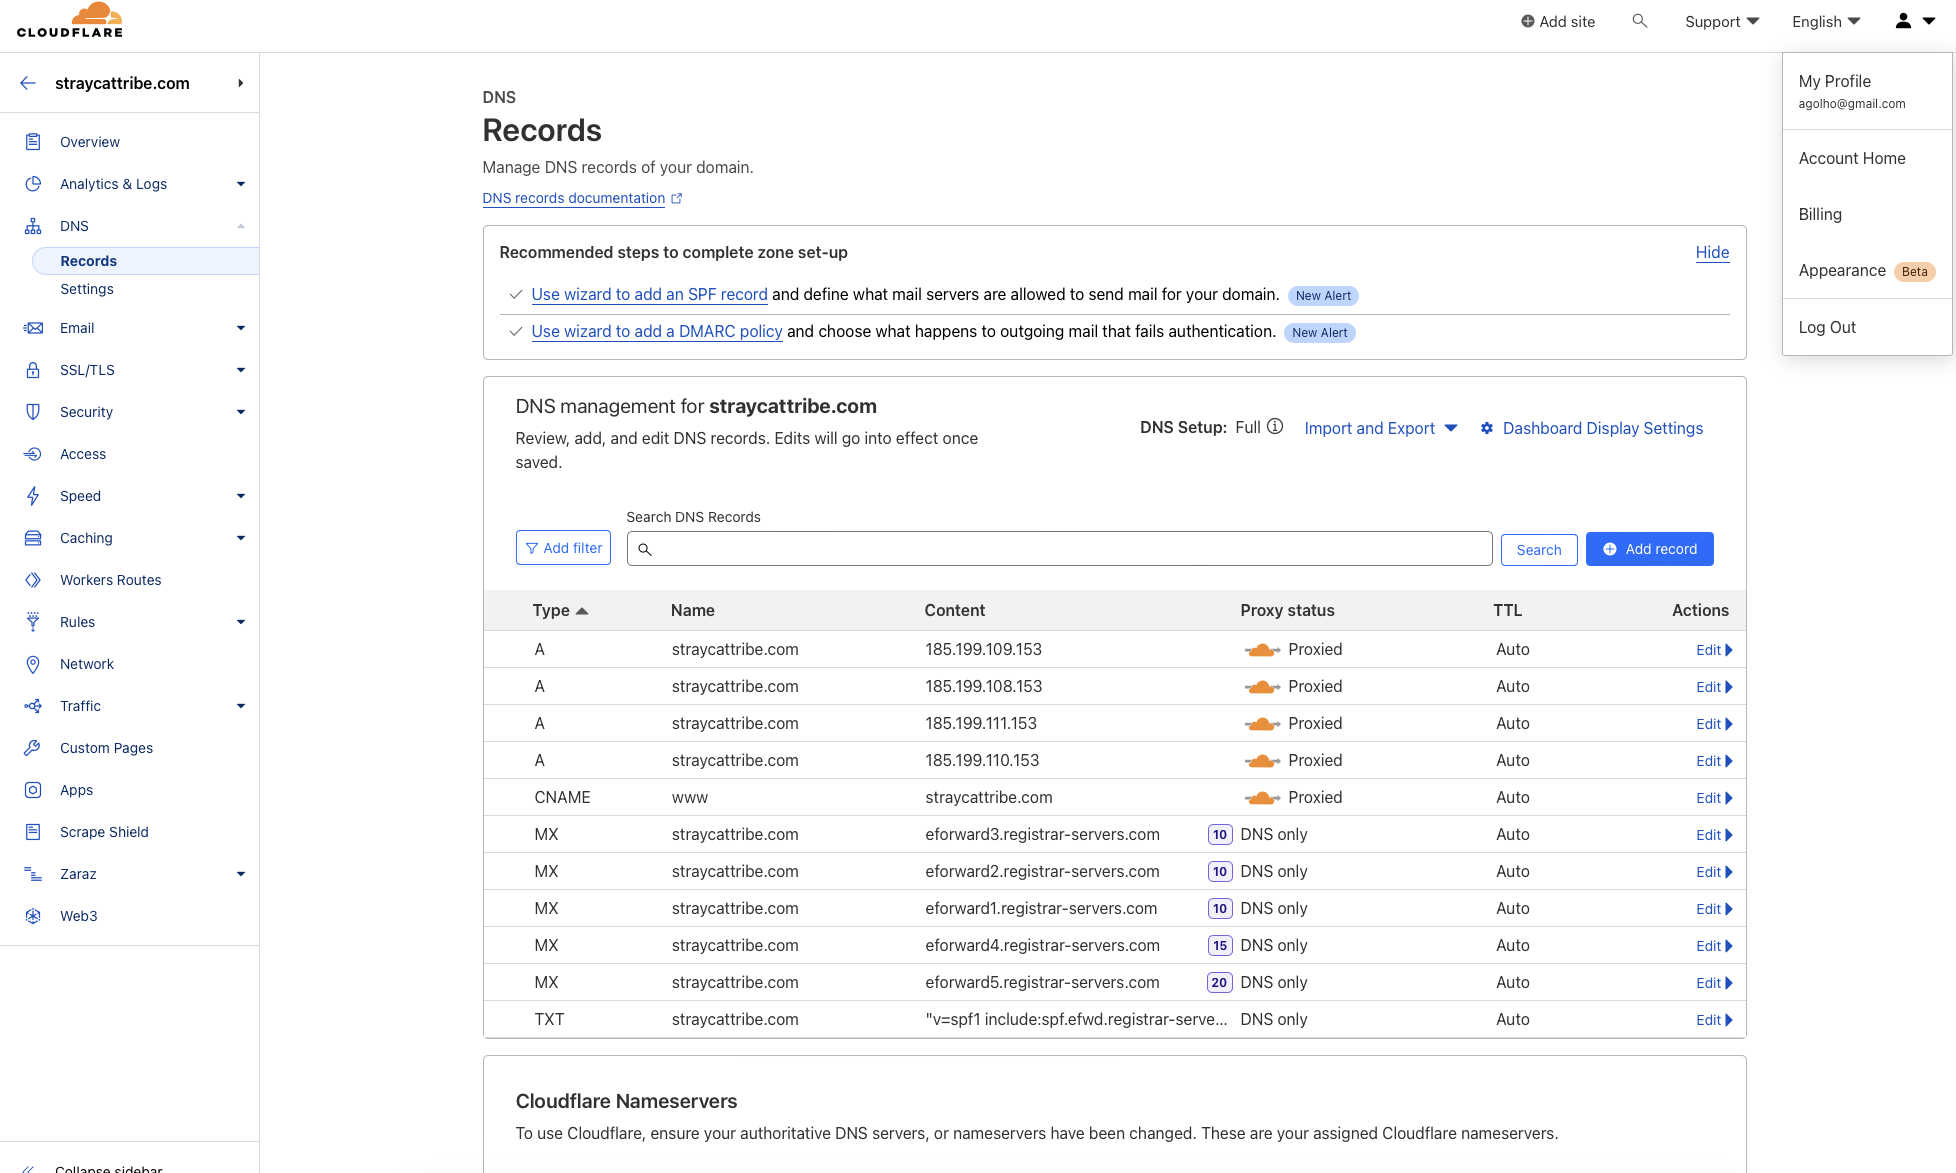 CLOUDFLARE
Add site
Support
English
straycattribe.com
Overview
Analytics & Logs
DNS
Records
Settings
Email
SSL/TLS
Security
Access
Speed
Caching
Workers Routes
Rules
Network
Traffic
Custom Pages
Apps
Scrape Shield
Zaraz
Web3
Collapse sidebar
My Profile
agolho@gmail.com
Account Home
Billing
Appearance Beta
Log Out
DNS
Records
Manage DNS records of your domain.
DNS records documentation
Recommended steps to complete zone set-up Hide
Use wizard to add an SPF record and define what mail servers are allowed to send mail for your domain. New Alert
Use wizard to add a DMARC policy and choose what happens to outgoing mail that fails authentication. New Alert
DNS management for straycattribe.com
Review, add, and edit DNS records. Edits will go into effect once
saved.
DNS Setup: Full Import and Export Dashboard Display Settings
Search DNS Records
Add filter Search Add record
Type Name Content Proxy status TTL Actions
A straycattribe.com 185.199.109.153 Proxied Auto Edit
A straycattribe.com 185.199.108.153 Proxied Auto Edit
A straycattribe.com 185.199.111.153 Proxied Auto Edit
A straycattribe.com 185.199.110.153 Proxied Auto Edit
CNAME www straycattribe.com Proxied Auto Edit
MX straycattribe.com eforward3.registrar-servers.com 10 DNS only Auto Edit
MX straycattribe.com eforward2.registrar-servers.com 10 DNS only Auto Edit
MX straycattribe.com eforward1.registrar-servers.com 10 DNS only Auto Edit
MX straycattribe.com eforward4.registrar-servers.com 15 DNS only Auto Edit
MX straycattribe.com eforward5.registrar-servers.com 20 DNS only Auto Edit
TXT straycattribe.com "v=spf1 include:spf.efwd.registrar-serve... DNS only Auto Edit
Cloudflare Nameservers
To use Cloudflare, ensure your authoritative DNS servers, or nameservers have been changed. These are your assigned Cloudflare nameservers.